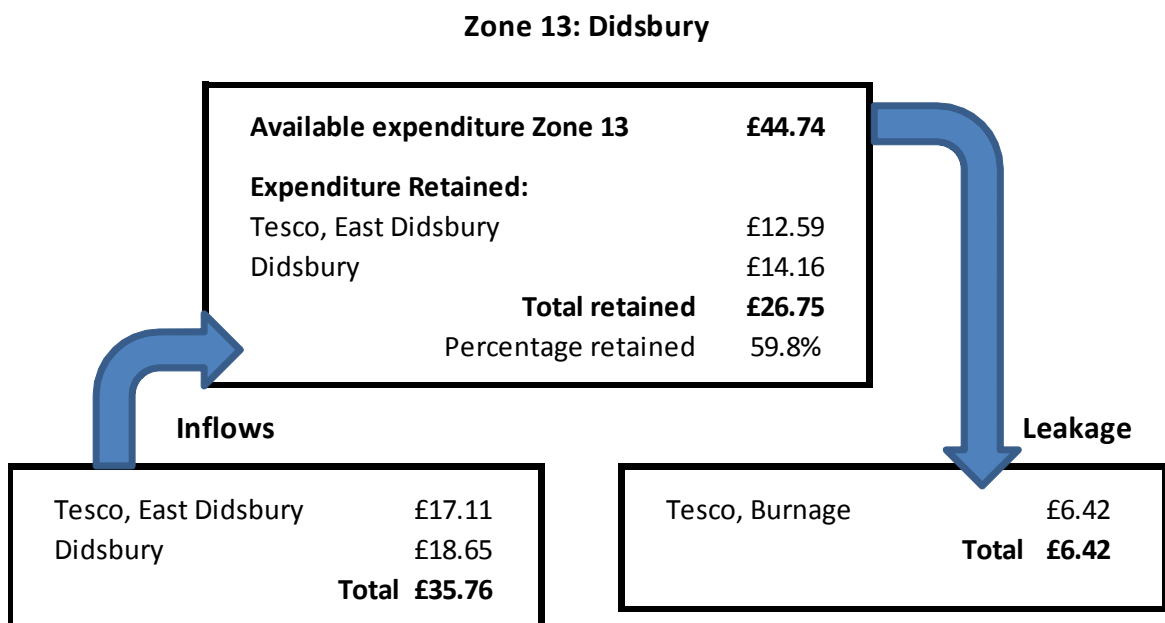 Zone 13: Didsbury
Available expenditure Zone 13 £44.74
Expenditure Retained:
Tesco, East Didsbury £12.59
Didsbury £14.16
Total retained £26.75
Percentage retained 59.8%
Inflows
Tesco, East Didsbury £17.11
Didsbury £18.65
Total £35.76
Leakage
Tesco, Burnage £6.42
Total £6.42